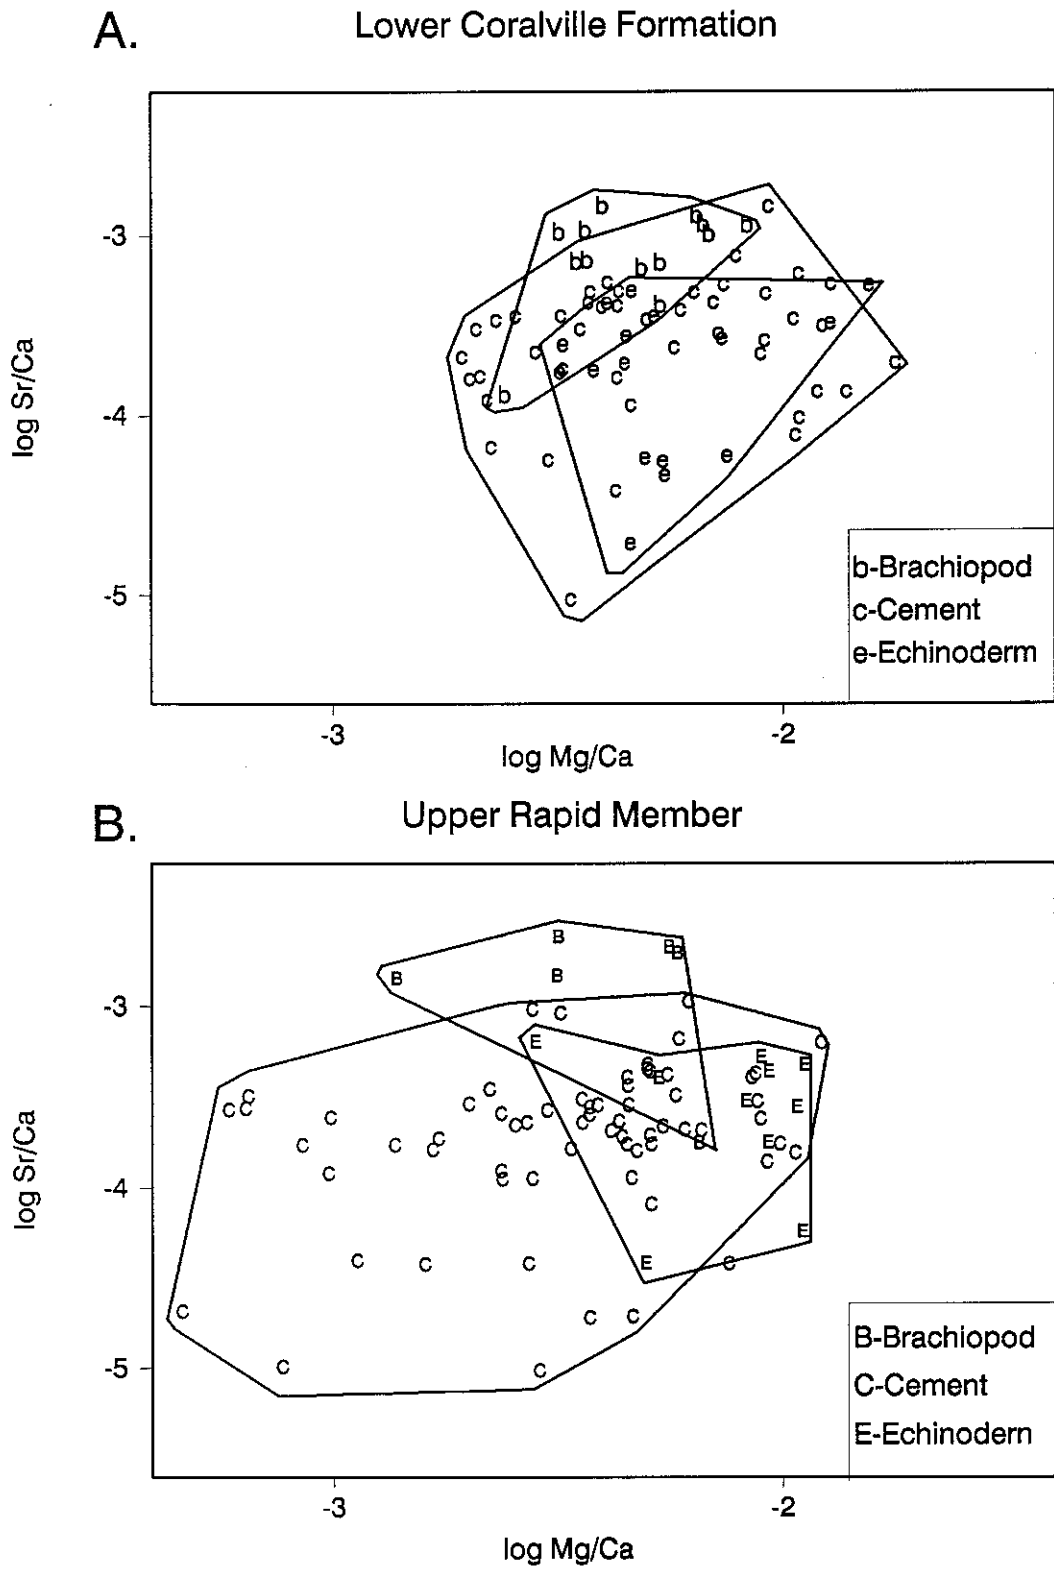 A.
Lower Coralville Formation
-3
-4
-5
log Sr/Ca
b-Brachiopod
c-Cement
e-Echinoderm
-3
-2
log Mg/Ca
B.
Upper Rapid Member
-3
-4
-5
log Sr/Ca
B-Brachiopod
C-Cement
E-Echinodern
-3
-2
log Mg/Ca